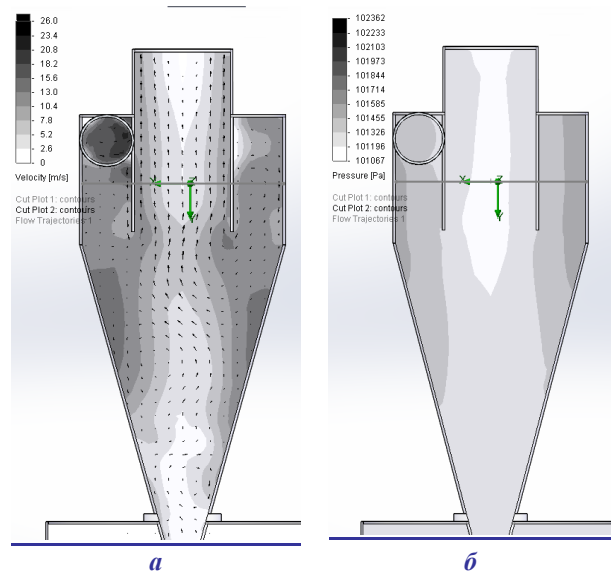 26.0
23.4
20.8
18.2
15.6
13.0
10.4
7.8
5.2
2.6
0
Velocity [m/s]
Cut Plot 1: contours
Cut Plot 2: contours
Flow Trajectories 1
X
Y
а
102362
102233
102103
101973
101844
101714
101585
101455
101326
101196
101067
Pressure [Pa]
Cut Plot 1: contours
Cut Plot 2: contours
Flow Trajectories 1
X
Y
б